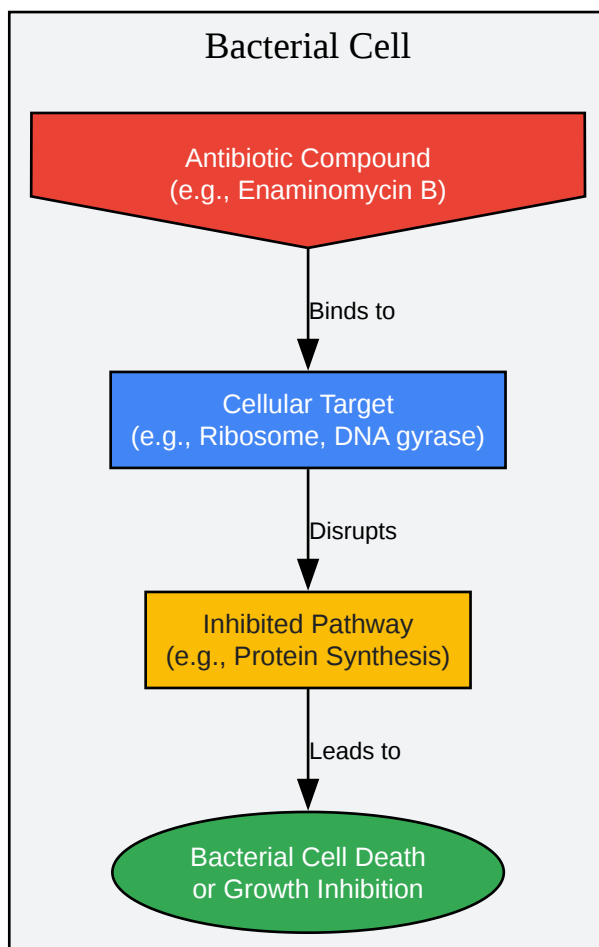 Bacterial Cell
Antibiotic Compound
(e.g., Enaminomycin B)
Binds to
Cellular Target
(e.g., Ribosome, DNA gyrase)
Disrupts
Inhibited Pathway
(e.g., Protein Synthesis)
Leads to
Bacterial Cell Death
or Growth Inhibition